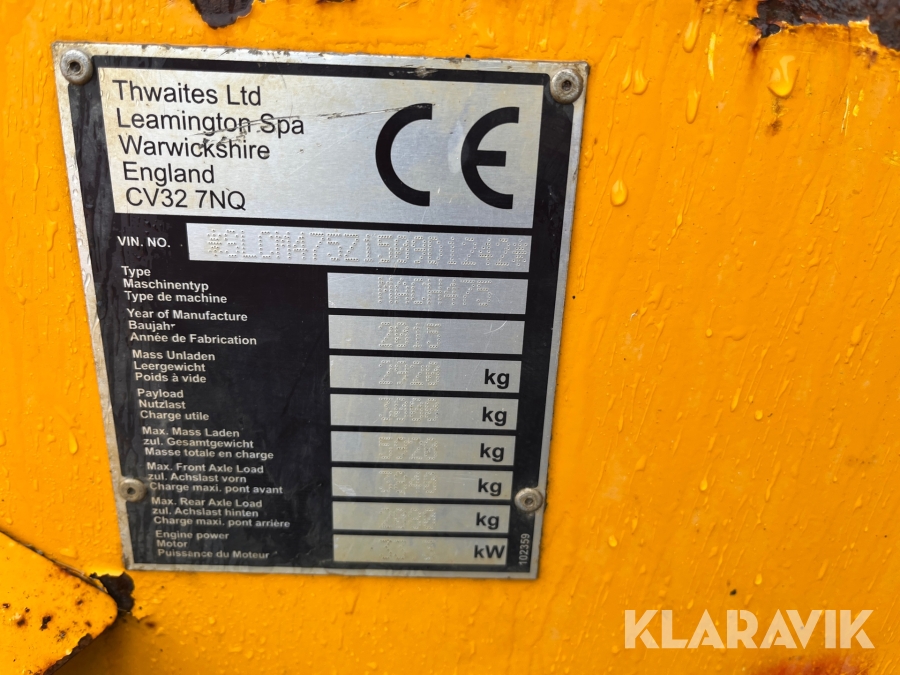 Thwaites Ltd
Leamington Spa
Warwickshire
England
CV32 7NQ
CE
VIN. NO.
Type
Maschinentyp
Type de machine
MACH475
Year of Manufacture
Baujahr
Année de Fabrication
2015
Mass Unladen
Leergewicht
Poids à vide
2920 kg
Payload
Nutzlast
Charge utile
3000 kg
Max. Mass Laden
zul. Gesamtgewicht
Masse totale en charge
5920 kg
Max. Front Axle Load
zul. Achslast vorn
Charge maxi. pont avant
kg
Max. Rear Axle Load
zul. Achslast hinten
Charge maxi. pont arrière
kg
Engine power
Motor
Puissance du Moteur
kW
102359
KLARAVIK